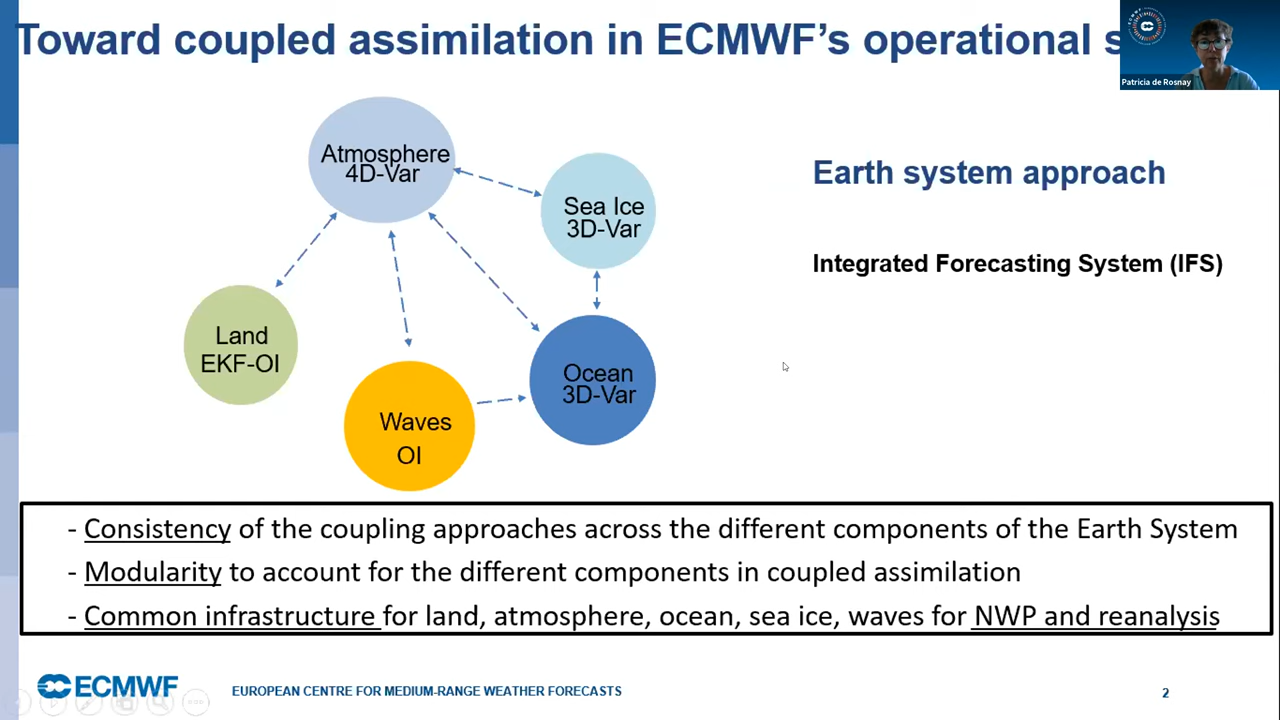 Toward coupled assinilation in ECMWF's operational s
Patricia de Rosnay
Atmosphere
4D-Var
Earth system approach
Sea Ice
3D-Var
Integrated Forecasting System (IFS)
Land
EKF-OI
Ocean
3D-Var
Waves
OI
- Consistency of the coupling approaches across the different components of the Earth System
- Modularity to account for the different components in coupled assimilation
- Common infrastructure for land, atmosphere, ocean, sea ice, waves for NWP and reanalysis
ECMWF
EUROPEAN CENTRE FOR MEDIUM-RANGE WEATHER FORECASTS
2